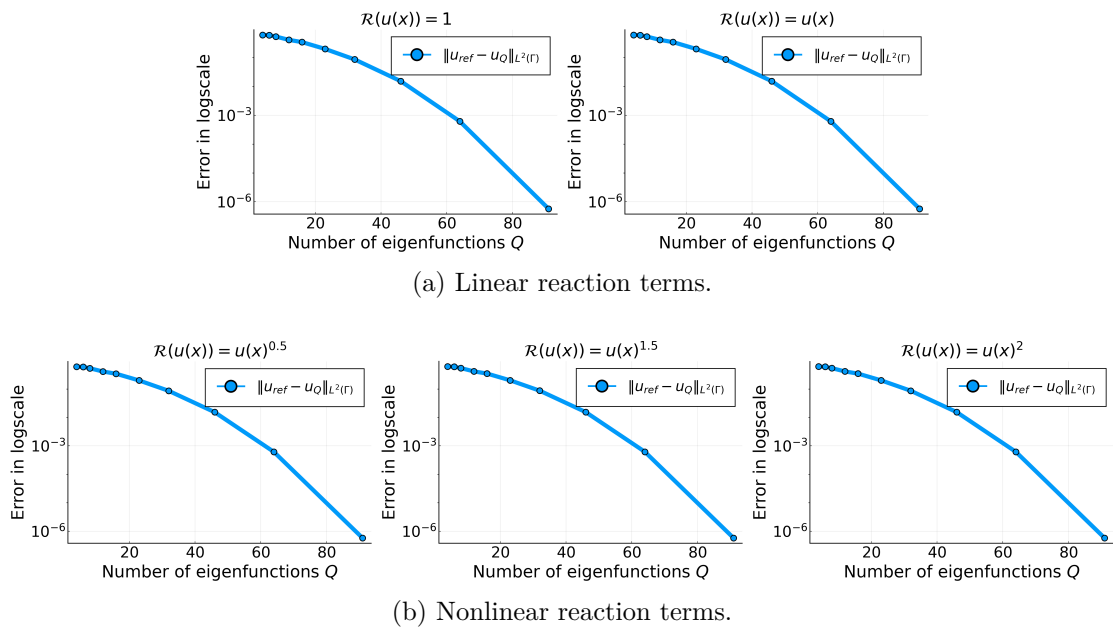 R(u(x)) = 1
‖u_ref − u_Q‖_L²(Γ)
Error in logscale
10⁻³
10⁻⁶
20 40 60 80
Number of eigenfunctions Q
R(u(x)) = u(x)
‖u_ref − u_Q‖_L²(Γ)
Error in logscale
10⁻³
10⁻⁶
20 40 60 80
Number of eigenfunctions Q
(a) Linear reaction terms.
R(u(x)) = u(x)^0.5
‖u_ref − u_Q‖_L²(Γ)
Error in logscale
10⁻³
10⁻⁶
20 40 60 80
Number of eigenfunctions Q
R(u(x)) = u(x)^1.5
‖u_ref − u_Q‖_L²(Γ)
Error in logscale
10⁻³
10⁻⁶
20 40 60 80
Number of eigenfunctions Q
R(u(x)) = u(x)²
‖u_ref − u_Q‖_L²(Γ)
Error in logscale
10⁻³
10⁻⁶
20 40 60 80
Number of eigenfunctions Q
(b) Nonlinear reaction terms.